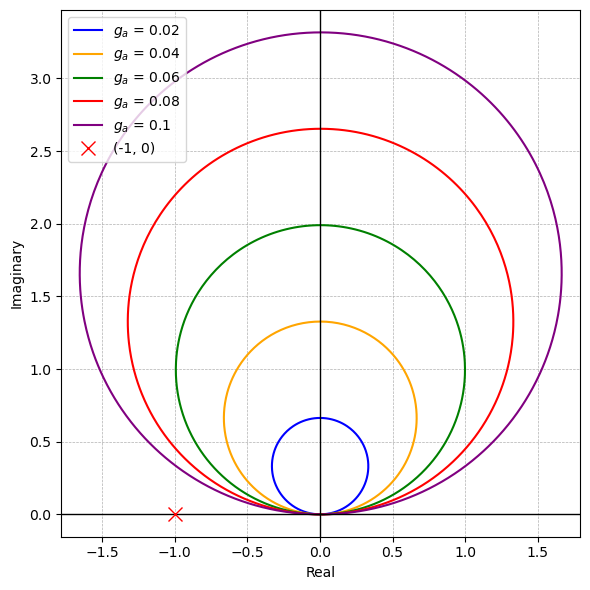 g_a = 0.02
g_a = 0.04
g_a = 0.06
g_a = 0.08
g_a = 0.1
(-1, 0)
3.0
2.5
2.0
1.5
1.0
0.5
0.0
Imaginary
−1.5 −1.0 −0.5 0.0 0.5 1.0 1.5
Real